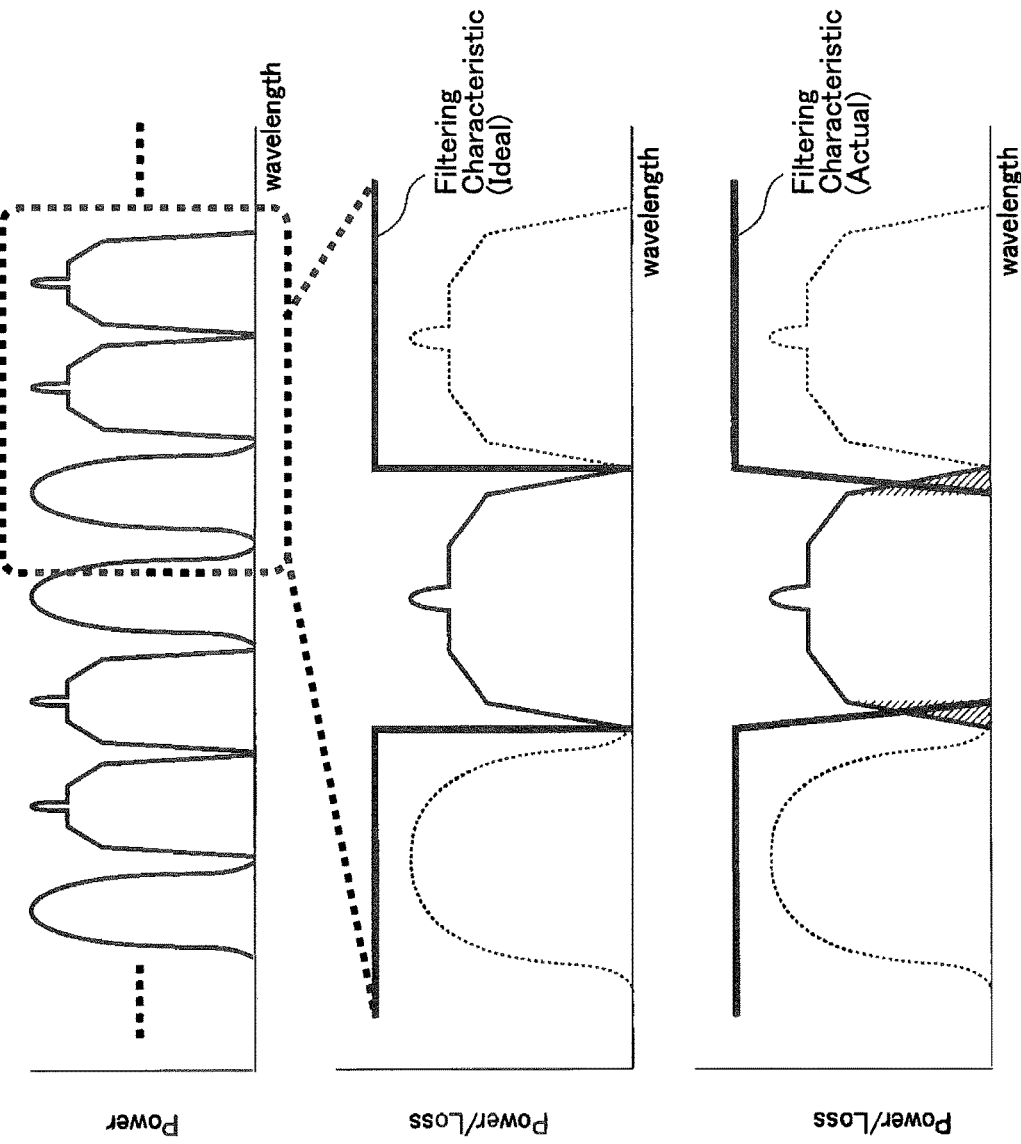 Power
wavelength
Power/Loss
Filtering
Characteristic
(Ideal)
wavelength
Power/Loss
Filtering
Characteristic
(Actual)
wavelength